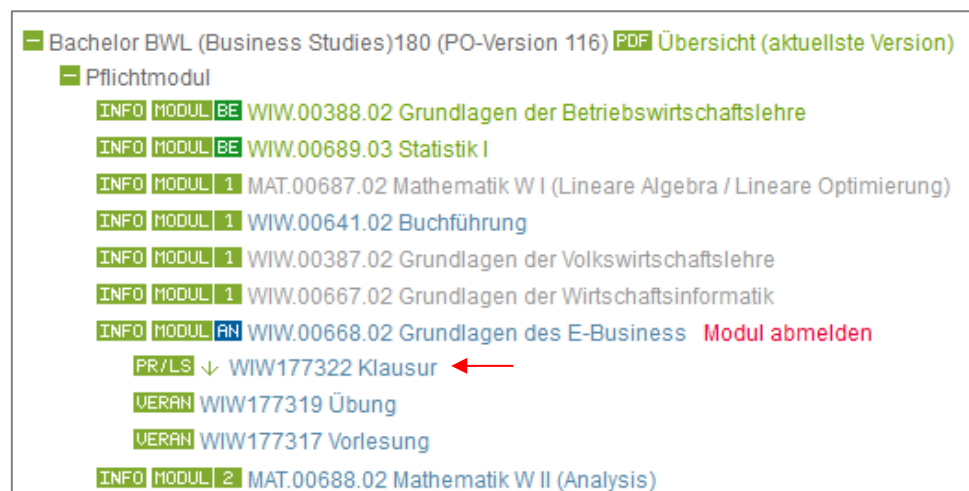 Bachelor BWL (Business Studies)180 (PO-Version 116) PDF Übersicht (aktuellste Version)
Pflichtmodul
INFO MODUL BE WIW.00388.02 Grundlagen der Betriebswirtschaftslehre
INFO MODUL BE WIW.00689.03 Statistik I
INFO MODUL 1 MAT.00687.02 Mathematik W I (Lineare Algebra / Lineare Optimierung)
INFO MODUL 1 WIW.00641.02 Buchführung
INFO MODUL 1 WIW.00387.02 Grundlagen der Volkswirtschaftslehre
INFO MODUL 1 WIW.00667.02 Grundlagen der Wirtschaftsinformatik
INFO MODUL AN WIW.00668.02 Grundlagen des E-Business Modul abmelden
PR/LS ↓ WIW177322 Klausur
VERAN WIW177319 Übung
VERAN WIW177317 Vorlesung
INFO MODUL 2 MAT.00688.02 Mathematik W II (Analysis)